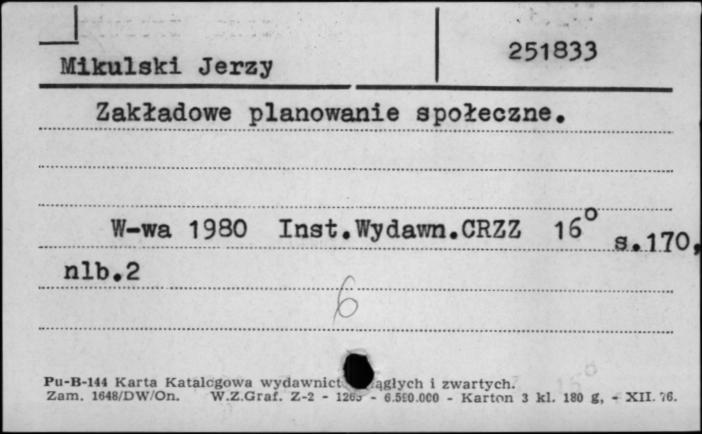 251833
Mikulski Jerzy
Zakładowe planowanie społeczne.
W-wa 1980 Inst.Wydawn.CRZZ 16° s.170,
nlb.2
6
Pu-B-144 Karta Katalogowa ągłych i zwartych.
Zam. 1648/DW/On. W.Z.Graf. Z-2 - - 6.500.000 - Karton 3 kl. 180 g, - XII. 76.